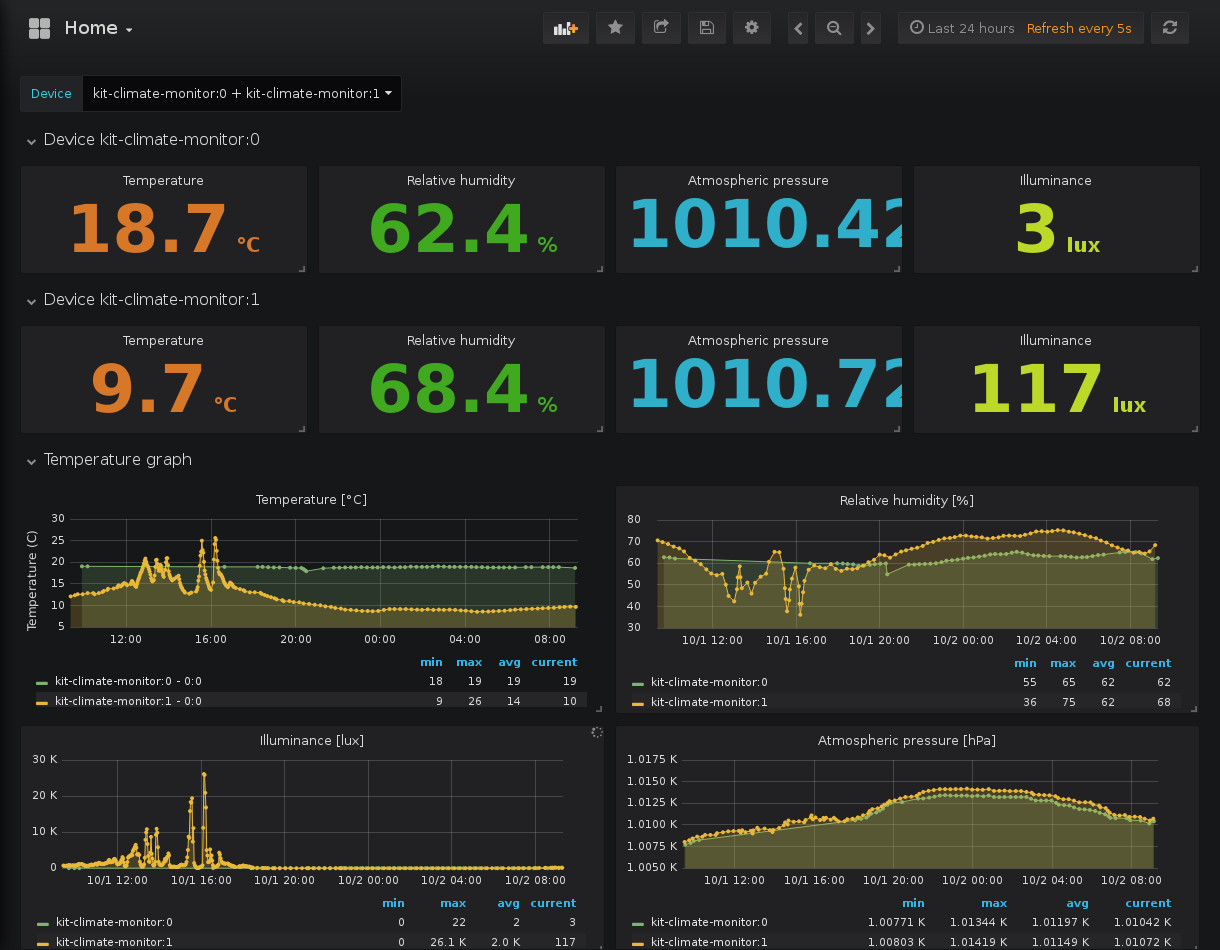 Home
Last 24 hours Refresh every 5s
Device kit-climate-monitor:0 + kit-climate-monitor:1
Device kit-climate-monitor:0
Temperature Relative humidity Atmospheric pressure Illuminance
18.7 °C 62.4 % 1010.42 3 lux
Device kit-climate-monitor:1
Temperature Relative humidity Atmospheric pressure Illuminance
9.7 °C 68.4 % 1010.72 117 lux
Temperature graph
Temperature [°C]
Temperature (C)
30
25
20
15
10
5
12:00 16:00 20:00 00:00 04:00 08:00
min max avg current
kit-climate-monitor:0 - 0:0 18 19 19 19
kit-climate-monitor:1 - 0:0 9 26 14 10
Relative humidity [%]
80
70
60
50
40
30
10/1 12:00 10/1 16:00 10/1 20:00 10/2 00:00 10/2 04:00 10/2 08:00
min max avg current
kit-climate-monitor:0 55 65 62 62
kit-climate-monitor:1 36 75 62 68
Illuminance [lux]
30 K
20 K
10 K
0
10/1 12:00 10/1 16:00 10/1 20:00 10/2 00:00 10/2 04:00 10/2 08:00
min max avg current
kit-climate-monitor:0 0 22 2 3
kit-climate-monitor:1 0 26.1 K 2.0 K 117
Atmospheric pressure [hPa]
1.0175 K
1.0150 K
1.0125 K
1.0100 K
1.0075 K
1.0050 K
10/1 12:00 10/1 16:00 10/1 20:00 10/2 00:00 10/2 04:00 10/2 08:00
min max avg current
kit-climate-monitor:0 1.00771 K 1.01344 K 1.01197 K 1.01042 K
kit-climate-monitor:1 1.00803 K 1.01419 K 1.01149 K 1.01072 K